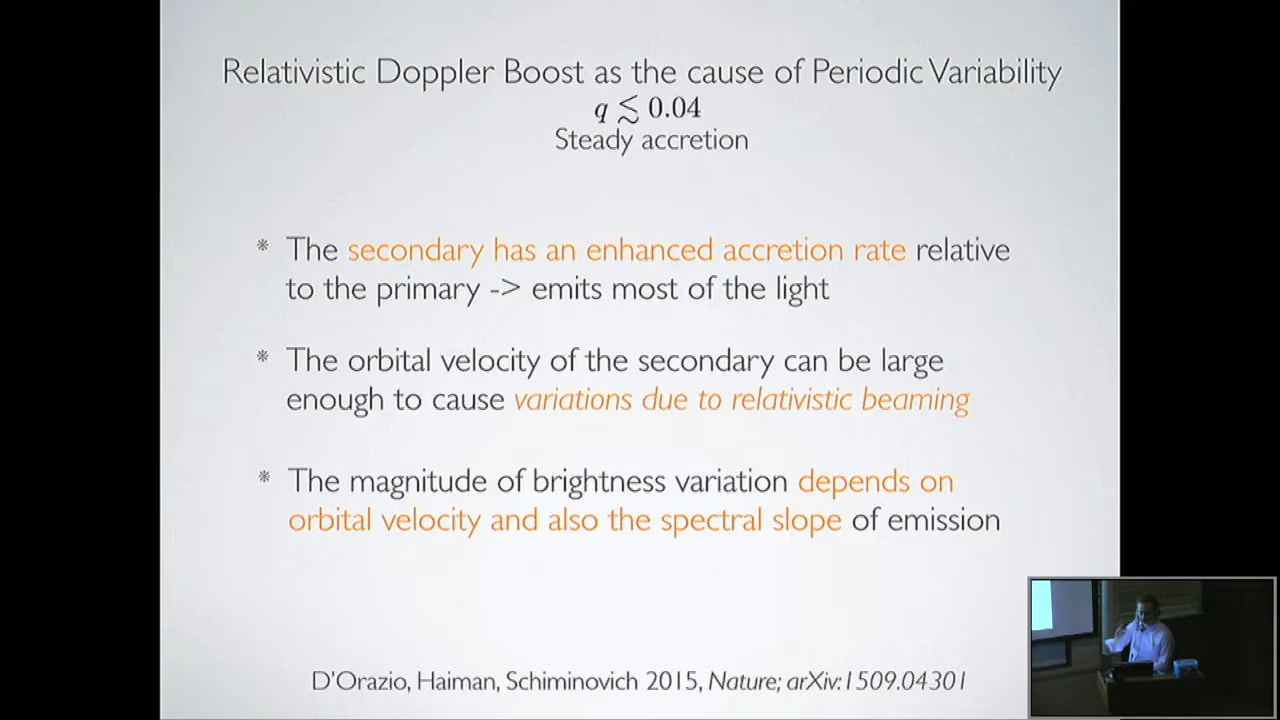 Relativistic Doppler Boost as the cause of Periodic Variability
q ≲ 0.04
Steady accretion
* The secondary has an enhanced accretion rate relative
to the primary -> emits most of the light
* The orbital velocity of the secondary can be large
enough to cause variations due to relativistic beaming
* The magnitude of brightness variation depends on
orbital velocity and also the spectral slope of emission
D'Orazio, Haiman, Schiminovich 2015, Nature; arXiv:1509.04301